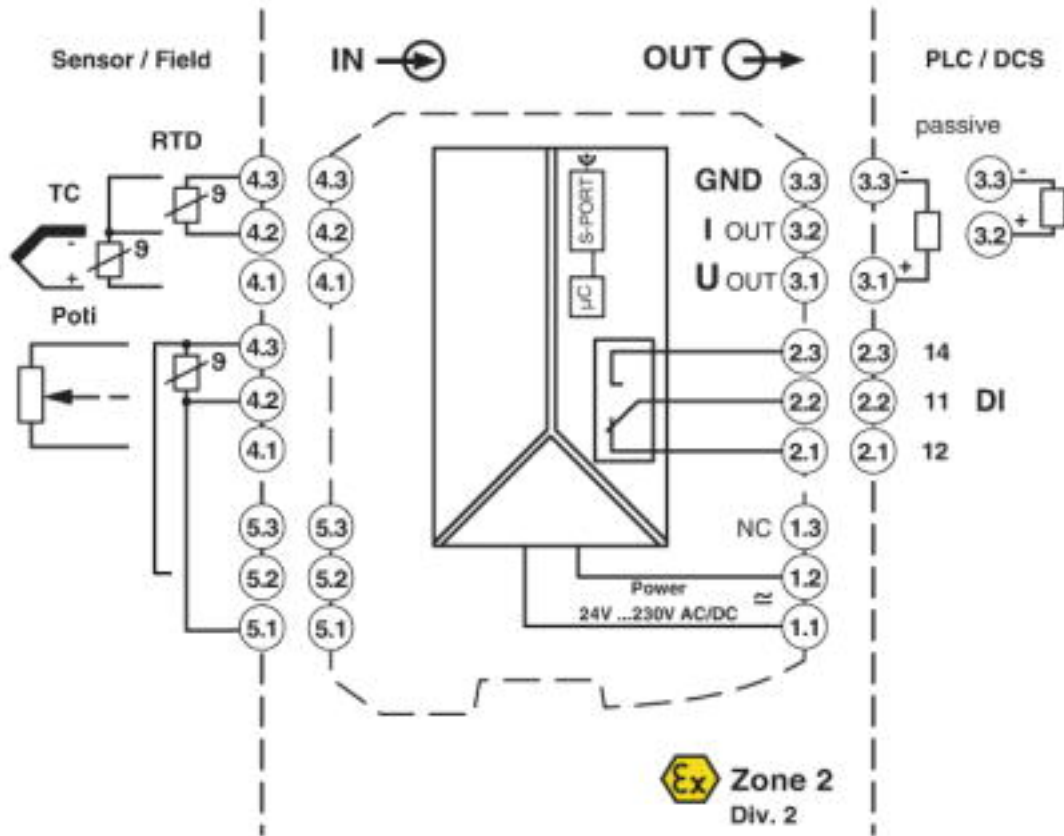 Sensor / Field IN OUT PLC / DCS
passive
RTD
4.3 4.3 GND 3.3 3.3 - 3.3 -
TC
ϑ
4.2 4.2 I OUT 3.2 3.2 +
- ϑ
S-PORT
+ 4.1 4.1 U OUT 3.1 3.1 +
µC
Poti
4.3 ϑ 2.3 2.3 14
4.2 2.2 2.2 11 DI
4.1 2.1 2.1 12
5.3 5.3 NC 1.3
5.2 5.2 Power 1.2
24V ...230V AC/DC ≃
5.1 5.1 1.1
Ex Zone 2
Div. 2